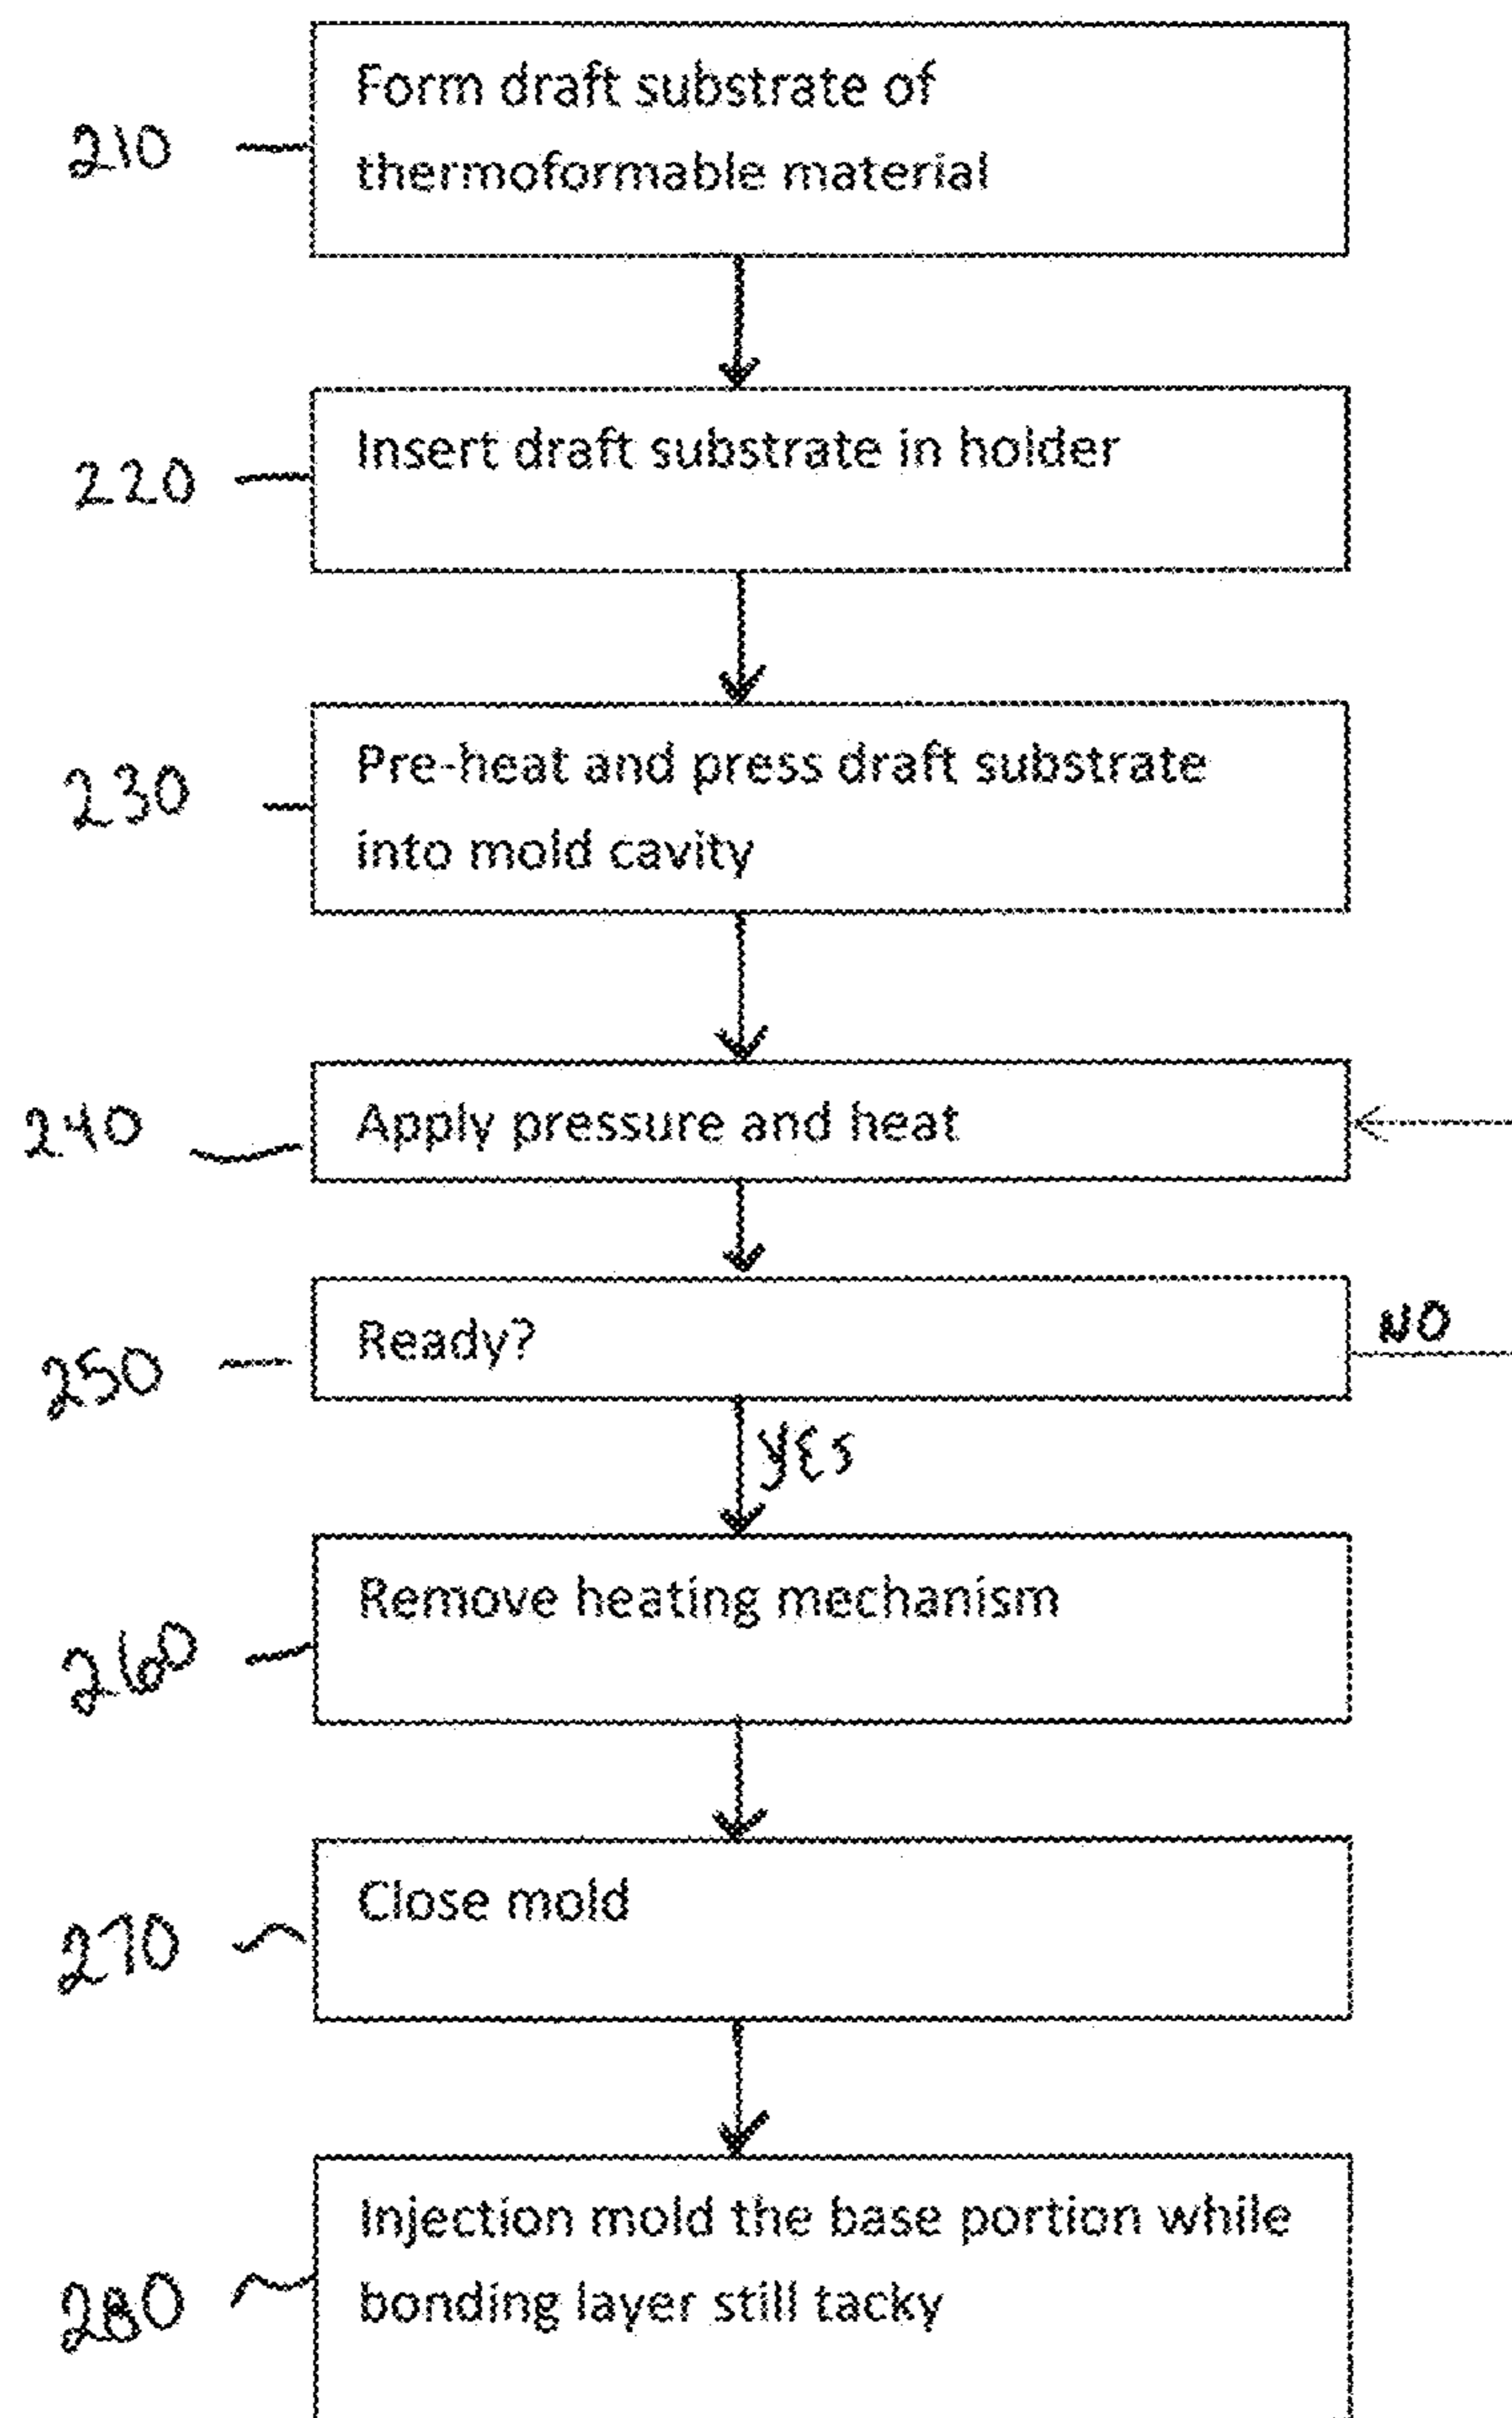 210
Form draft substrate of
thermoformable material
220
Insert draft substrate in holder
230
Pre-heat and press draft substrate
into mold cavity
240
Apply pressure and heat
250
Ready?
NO
YES
260
Remove heating mechanism
270
Close mold
280
Injection mold the base portion while
bonding layer still tacky